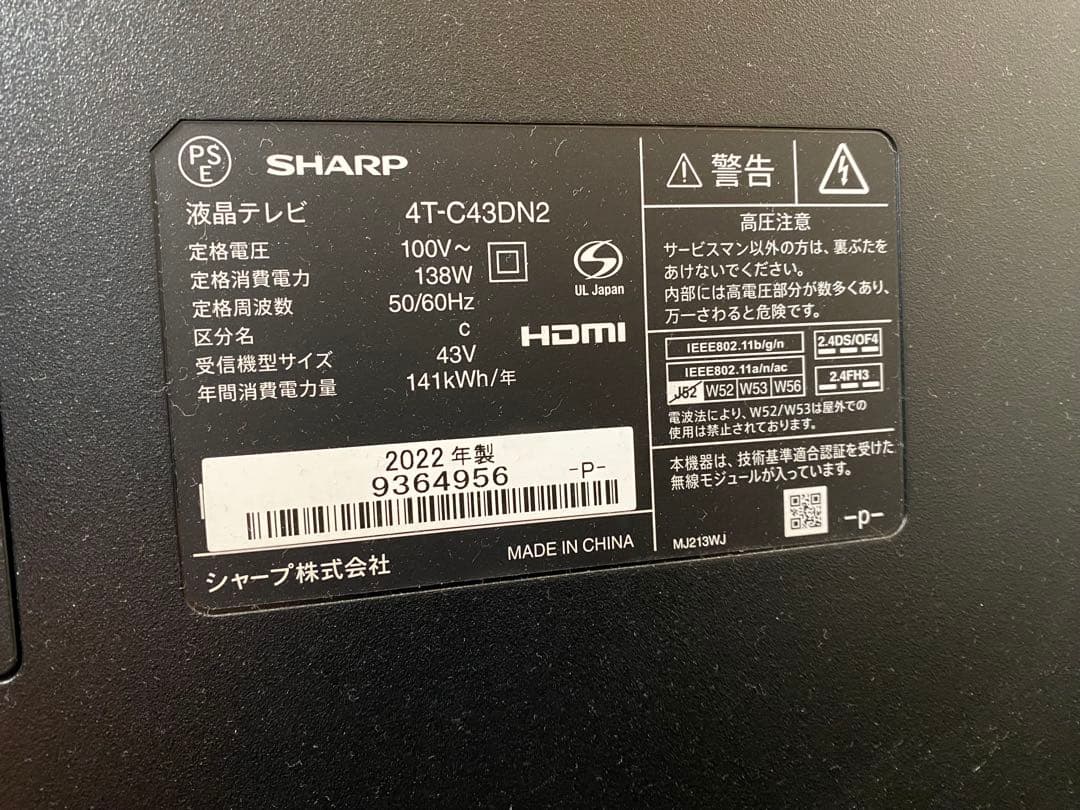 PSE
SHARP
液晶テレビ 4T-C43DN2
定格電圧 100V～
定格消費電力 138W
定格周波数 50/60Hz
区分名 c
受信機型サイズ 43V
年間消費電力量 141kWh/年
UL Japan
HDMI
2022 年製
9364956 -P-
シャープ株式会社
MADE IN CHINA
警告
高圧注意
サービスマン以外の方は、裏ぶたを
あけないでください。
内部には高電圧部分が数多くあり、
万一さわると危険です。
IEEE802.11b/g/n
IEEE802.11a/n/ac
J52 W52 W53 W56
2.4DS/OF4
2.4FH3
電波法により、W52/W53は屋外での
使用は禁止されております。
本機器は、技術基準適合認証を受けた
無線モジュールが入っています。
MJ213WJ
-p-